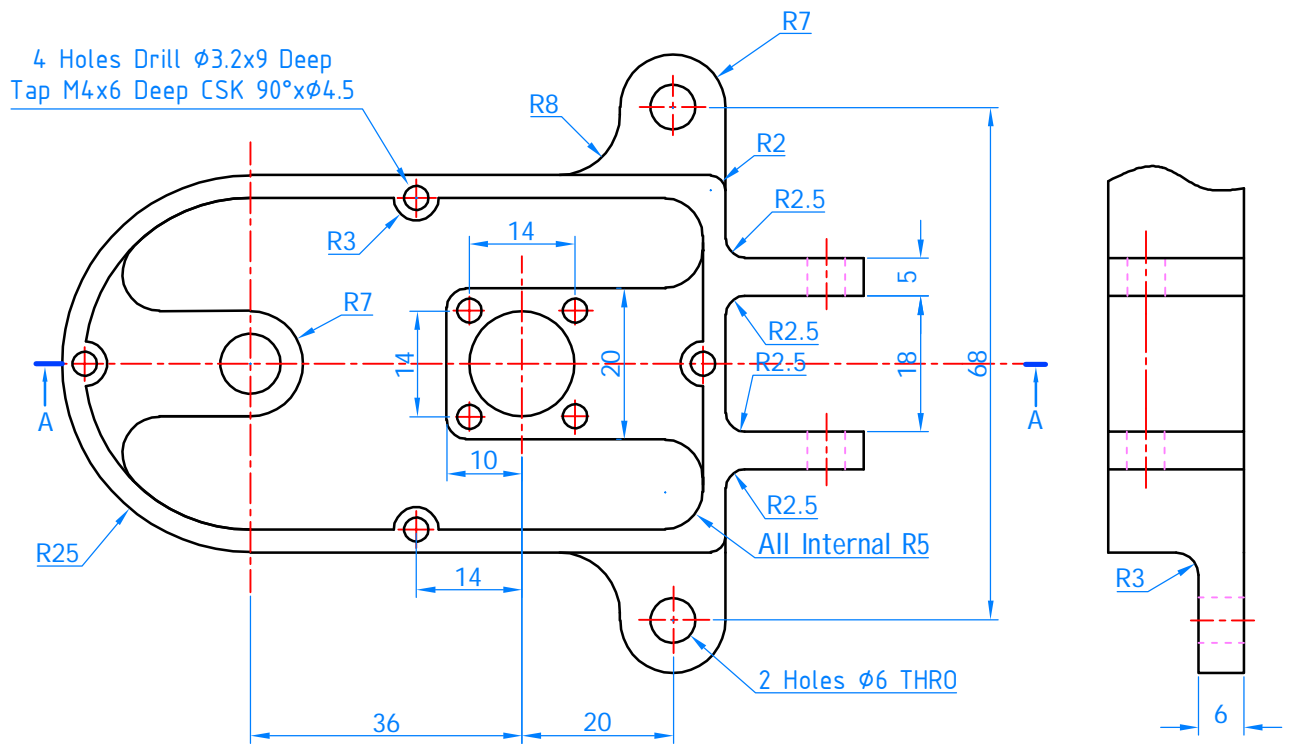 R7
4 Holes Drill Ø3.2x9 Deep
Tap M4x6 Deep CSK 90°xØ4.5
R8
R2
R2.5
R3
14
5
R7
R2.5
14
20
R2.5
18
68
A
A
10
R2.5
R25
All Internal R5
14
R3
2 Holes Ø6 THRO
36
20
6